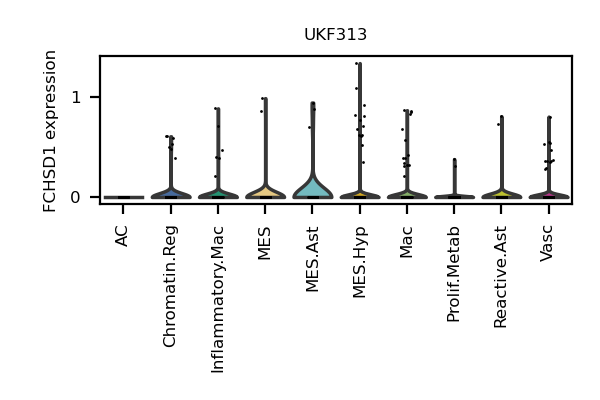 UKF313
FCHSD1 expression
1
0
AC
Chromatin.Reg
Inflammatory.Mac
MES
MES.Ast
MES.Hyp
Mac
Prolif.Metab
Reactive.Ast
Vasc